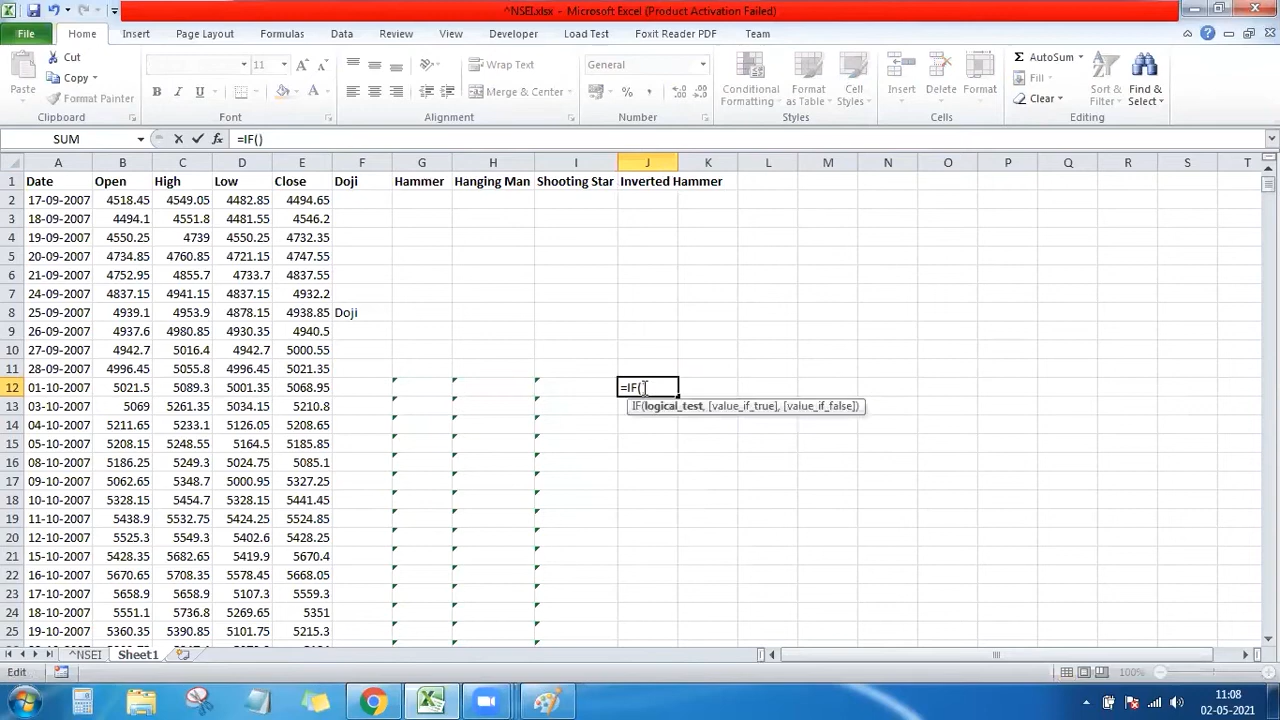 ^NSEI.xlsx - Microsoft Excel (Product Activation Failed)
File Home Insert Page Layout Formulas Data Review View Developer Load Test Foxit Reader PDF Team
Paste Cut Copy Format Painter Clipboard
11 A A B I U A Font
Wrap Text Merge & Center Alignment
General % , Number
Conditional Formatting Format as Table Cell Styles Styles
Insert Delete Format Cells
Σ AutoSum Fill Clear Sort & Filter Find & Select Editing
SUM fx =IF()
A B C D E F G H I J K L M N O P Q R S T
1 Date Open High Low Close Doji Hammer Hanging Man Shooting Star Inverted Hammer
2 17-09-2007 4518.45 4549.05 4482.85 4494.65
3 18-09-2007 4494.1 4551.8 4481.55 4546.2
4 19-09-2007 4550.25 4739 4550.25 4732.35
5 20-09-2007 4734.85 4760.85 4721.15 4747.55
6 21-09-2007 4752.95 4855.7 4733.7 4837.55
7 24-09-2007 4837.15 4941.15 4837.15 4932.2
8 25-09-2007 4939.1 4953.9 4878.15 4938.85 Doji
9 26-09-2007 4937.6 4980.85 4930.35 4940.5
10 27-09-2007 4942.7 5016.4 4942.7 5000.55
11 28-09-2007 4996.45 5055.8 4996.45 5021.35
12 01-10-2007 5021.5 5089.3 5001.35 5068.95 =IF()
IF(logical_test, [value_if_true], [value_if_false])
13 03-10-2007 5069 5261.35 5034.15 5210.8
14 04-10-2007 5211.65 5233.1 5126.05 5208.65
15 05-10-2007 5208.15 5248.55 5164.5 5185.85
16 08-10-2007 5186.25 5249.3 5024.75 5085.1
17 09-10-2007 5062.65 5348.7 5000.95 5327.25
18 10-10-2007 5328.15 5454.7 5328.15 5441.45
19 11-10-2007 5438.9 5532.75 5424.25 5524.85
20 12-10-2007 5525.3 5549.3 5402.6 5428.25
21 15-10-2007 5428.35 5682.65 5419.9 5670.4
22 16-10-2007 5670.65 5708.35 5578.45 5668.05
23 17-10-2007 5658.9 5658.9 5107.3 5559.3
24 18-10-2007 5551.1 5736.8 5269.65 5351
25 19-10-2007 5360.35 5390.85 5101.75 5215.3
^NSEI Sheet1
Edit 100%
11:08
02-05-2021